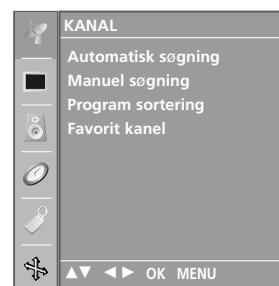 KANAL
Automatisk søgning
Manuel søgning
Program sortering
Favorit kanel
▲▼ ◄► OK MENU